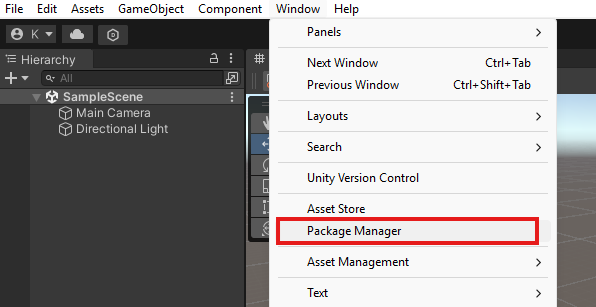 File Edit Assets GameObject Component Window Help
K
Hierarchy
All
SampleScene
Main Camera
Directional Light
Panels
Next Window Ctrl+Tab
Previous Window Ctrl+Shift+Tab
Layouts
Search
Unity Version Control
Asset Store
Package Manager
Asset Management
Text